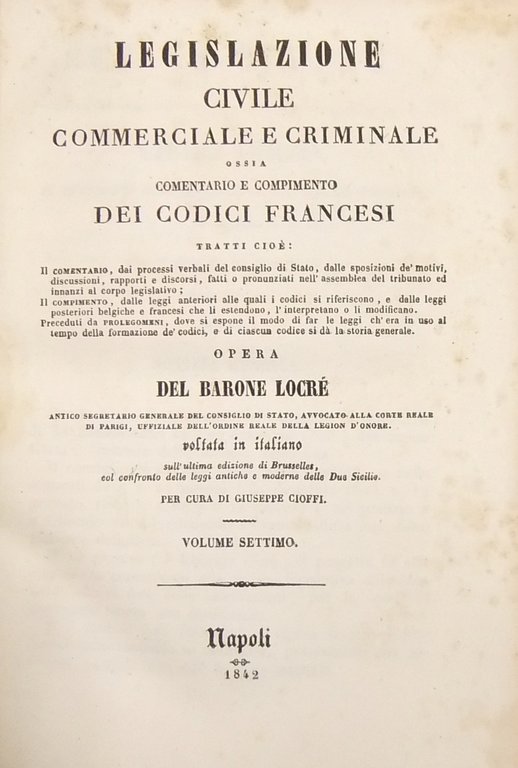 LEGISLAZIONE
CIVILE
COMMERCIALE E CRIMINALE
OSSIA
COMENTARIO E COMPIMENTO
DEI CODICI FRANCESI
TRATTI CIOÈ:
Il COMENTARIO, dai processi verbali del consiglio di Stato, dalle sposizioni de' motivi,
discussioni, rapporti e discorsi, fatti o pronunziati nell'assemblea del tribunato ed
innanzi al corpo legislativo;
Il COMPIMENTO, dalle leggi anteriori alle quali i codici si riferiscono, e dalle leggi
posteriori belgiche e francesi che li estendono, l'interpretano o li modificano.
Preceduti da PROLEGOMENI, dove si espone il modo di far le leggi ch'era in uso al
tempo della formazione de' codici, e di ciascun codice si dà la storia generale.
OPERA
DEL BARONE LOCRÉ
ANTICO SEGRETARIO GENERALE DEL CONSIGLIO DI STATO, AVVOCATO ALLA CORTE REALE
DI PARIGI, UFFIZIALE DELL'ORDINE REALE DELLA LEGION D'ONORE.
voltata in italiano
sull'ultima edizione di Brusselles,
col confronto delle leggi antiche e moderne delle Due Sicilie.
PER CURA DI GIUSEPPE CIOFFI.
VOLUME SETTIMO.
Napoli
1842